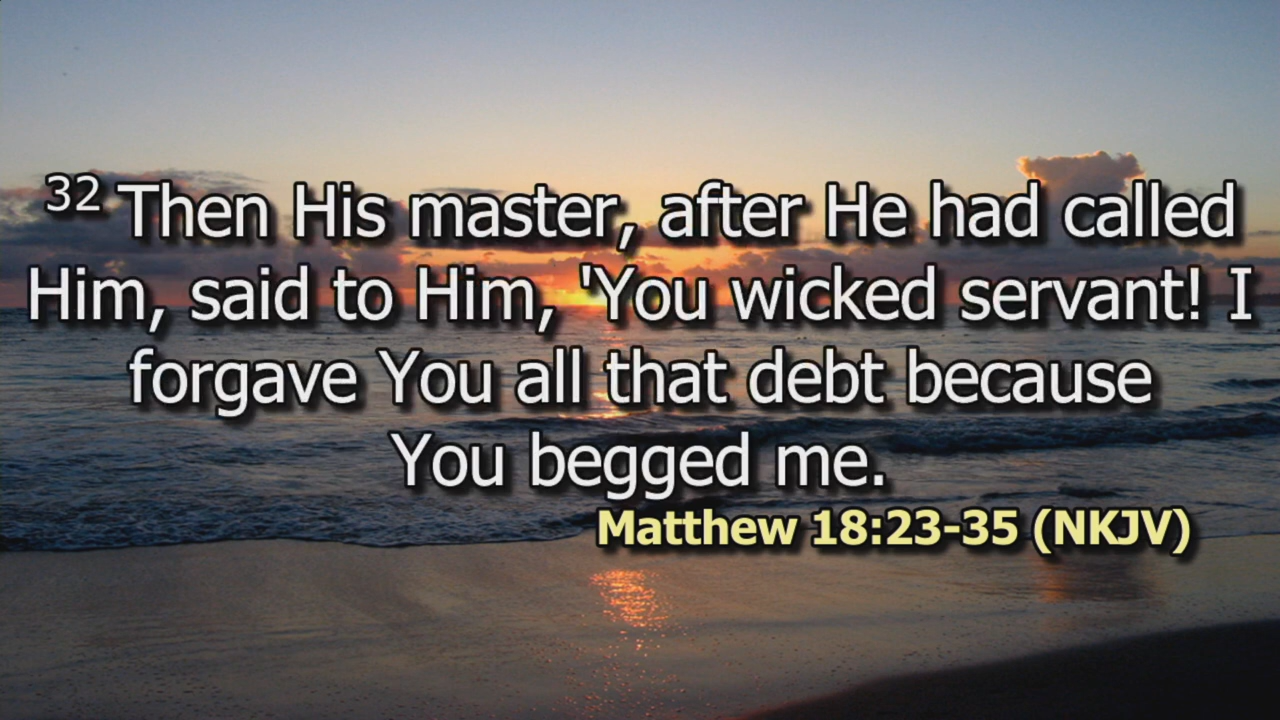 32 Then His master, after He had called
Him, said to Him, 'You wicked servant! I
forgave You all that debt because
You begged me.
Matthew 18:23-35 (NKJV)